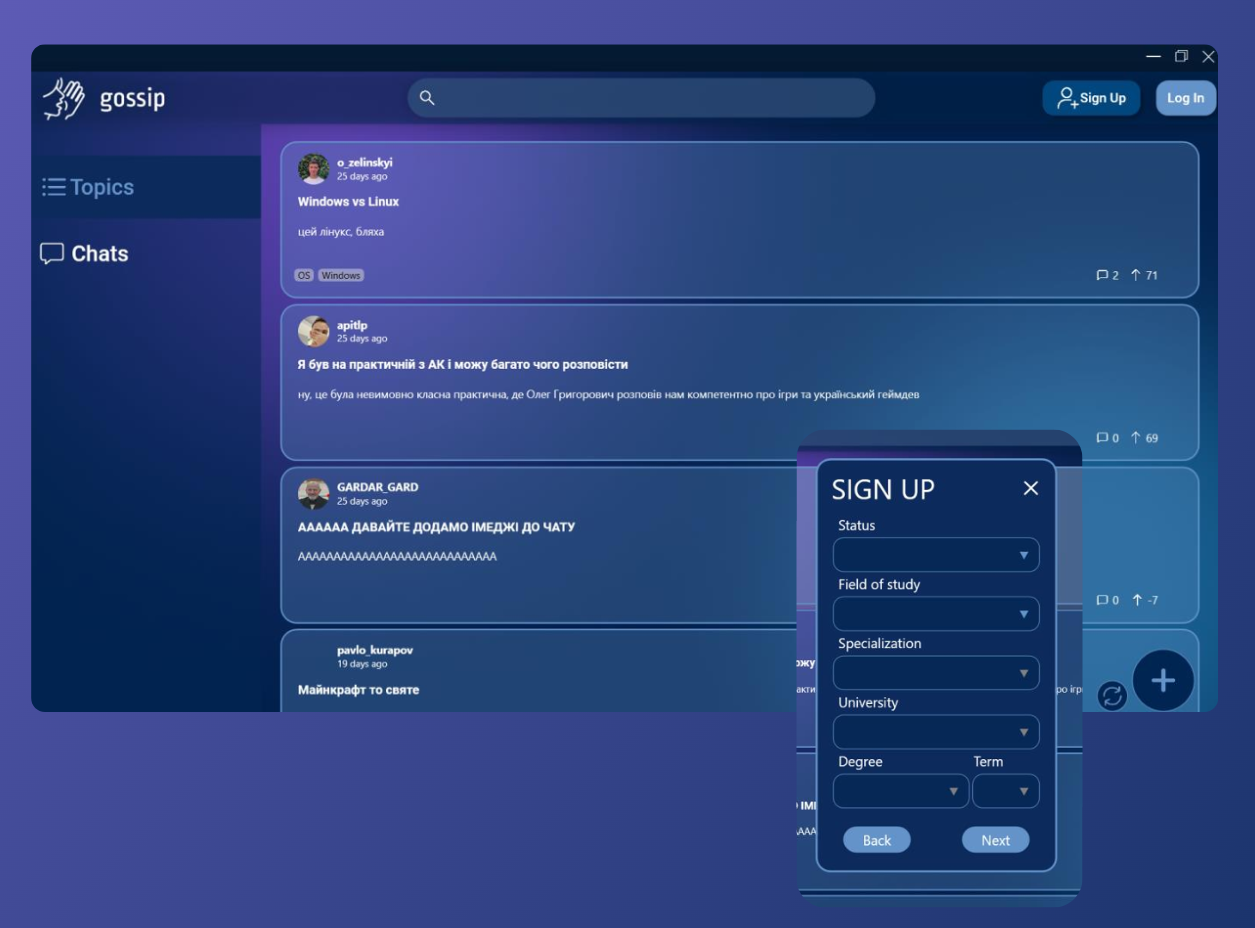 gossip
Sign Up
Log In
Topics
Chats
o_zelinskyi
25 days ago
Windows vs Linux
цей лінукс, бляха
OS Windows
2 71
apitlp
25 days ago
Я був на практичній з АК і можу багато чого розповісти
ну, це була невимовно класна практична, де Олег Григорович розповів нам компетентно про ігри та український геймдев
0 69
GARDAR_GARD
25 days ago
АААААА ДАВАЙТЕ ДОДАМО ІМЕДЖІ ДО ЧАТУ
АААААААААААААААААААААААААААА
0 -7
pavlo_kurapov
19 days ago
Майнкрафт то святе
SIGN UP
Status
Field of study
Specialization
University
Degree Term
Back Next